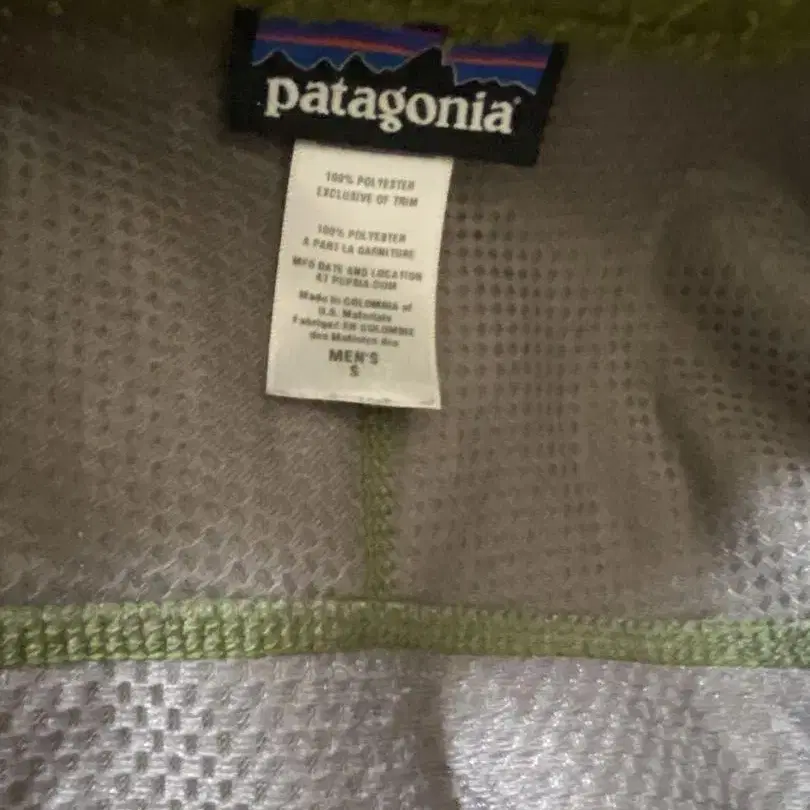 patagonia
100% POLYESTER
EXCLUSIVE OF TRIM
100% POLYESTER
À PART LA GARNITURE
MFG DATE AND LOCATION
Made in COLOMBIA of
U.S. Materials
Fabriqué EN COLOMBIE
des Matières des
MEN'S
S